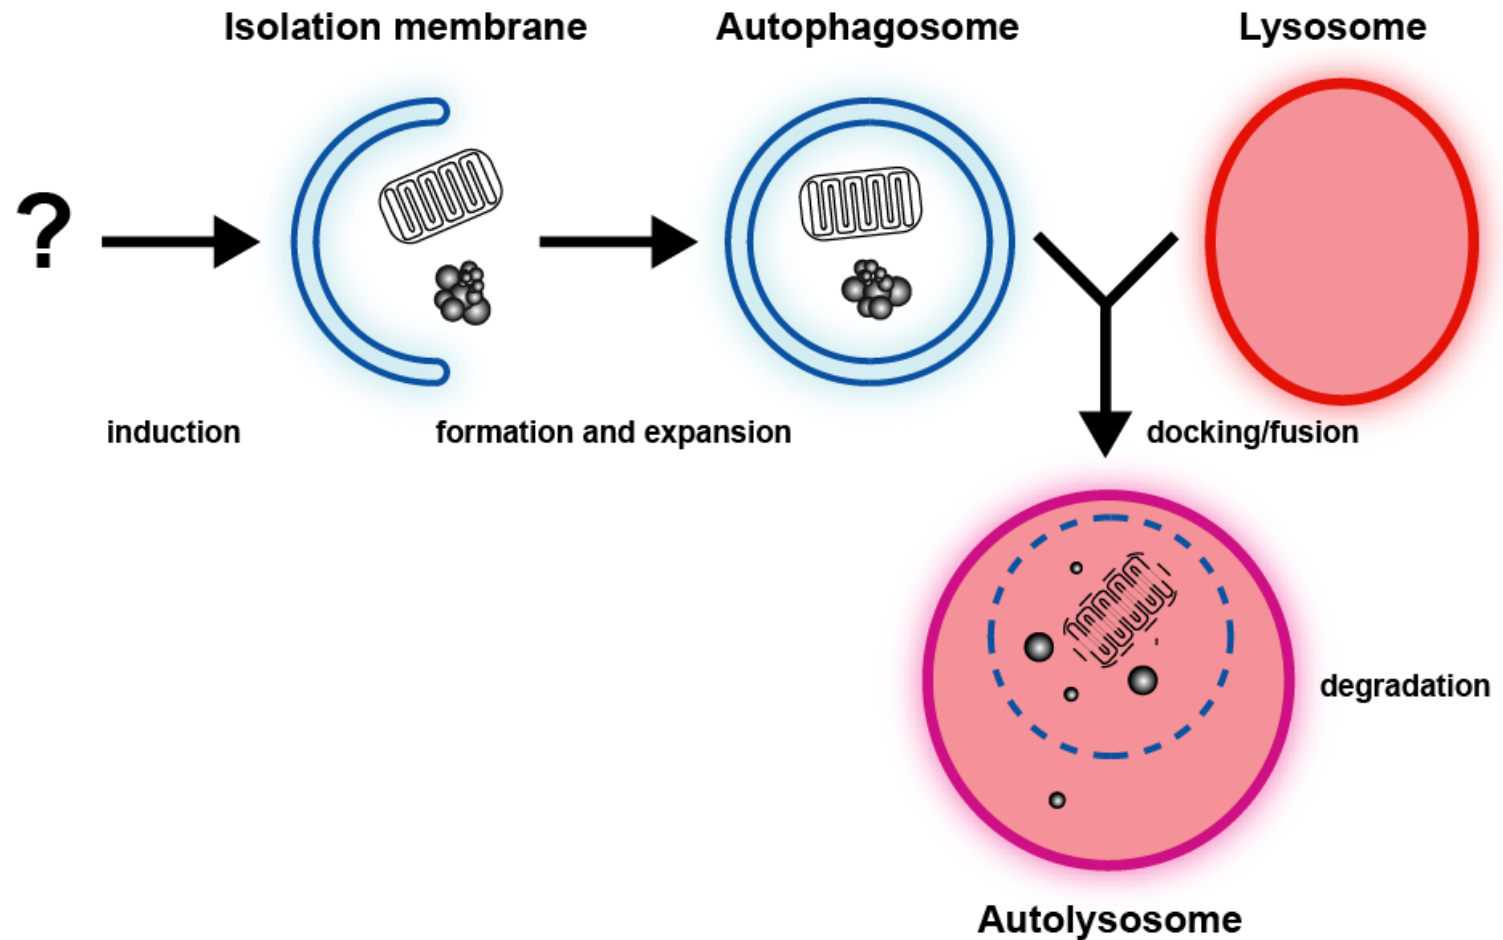 Isolation membrane
Autophagosome
Lysosome
?
induction
formation and expansion
docking/fusion
degradation
Autolysosome